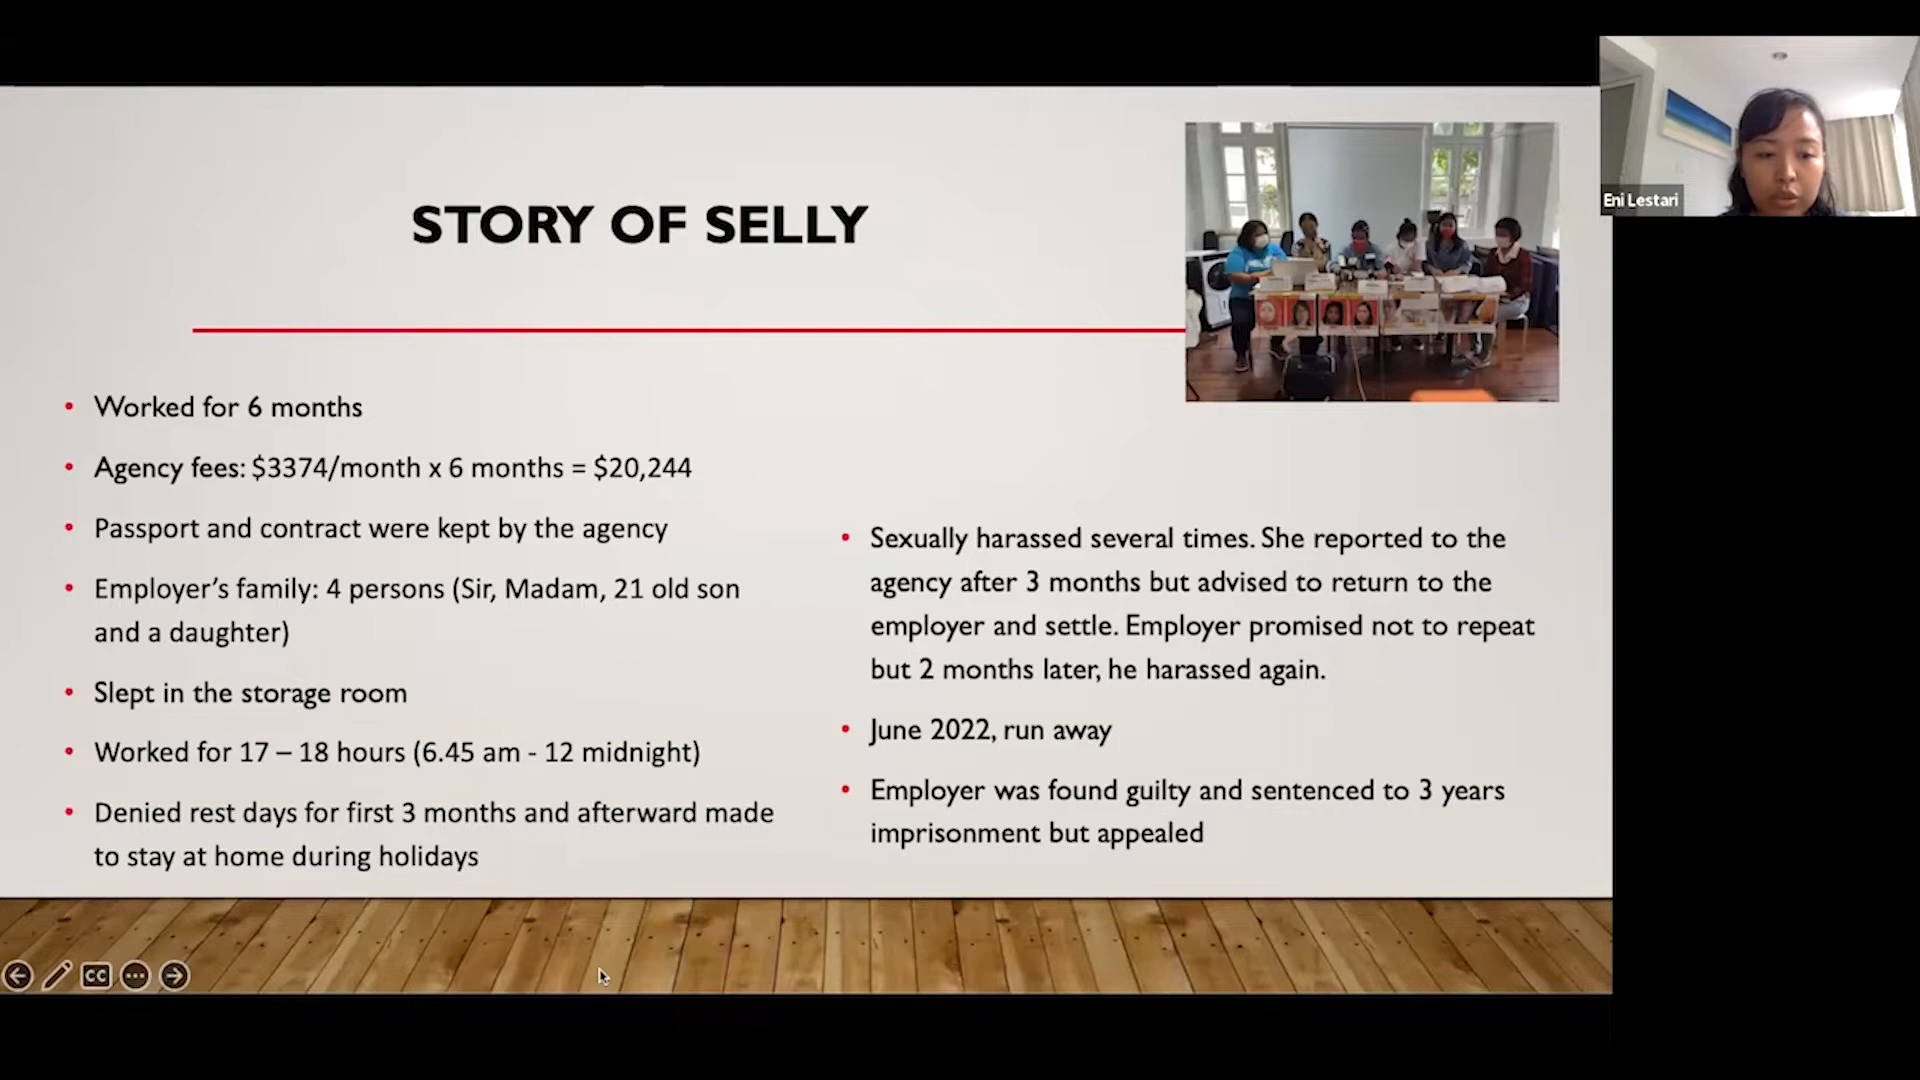 STORY OF SELLY
Eni Lestari
• Worked for 6 months
• Agency fees: $3374/month x 6 months = $20,244
• Passport and contract were kept by the agency
• Employer’s family: 4 persons (Sir, Madam, 21 old son
and a daughter)
• Slept in the storage room
• Worked for 17 – 18 hours (6.45 am - 12 midnight)
• Denied rest days for first 3 months and afterward made
to stay at home during holidays
• Sexually harassed several times. She reported to the
agency after 3 months but advised to return to the
employer and settle. Employer promised not to repeat
but 2 months later, he harassed again.
• June 2022, run away
• Employer was found guilty and sentenced to 3 years
imprisonment but appealed
CC